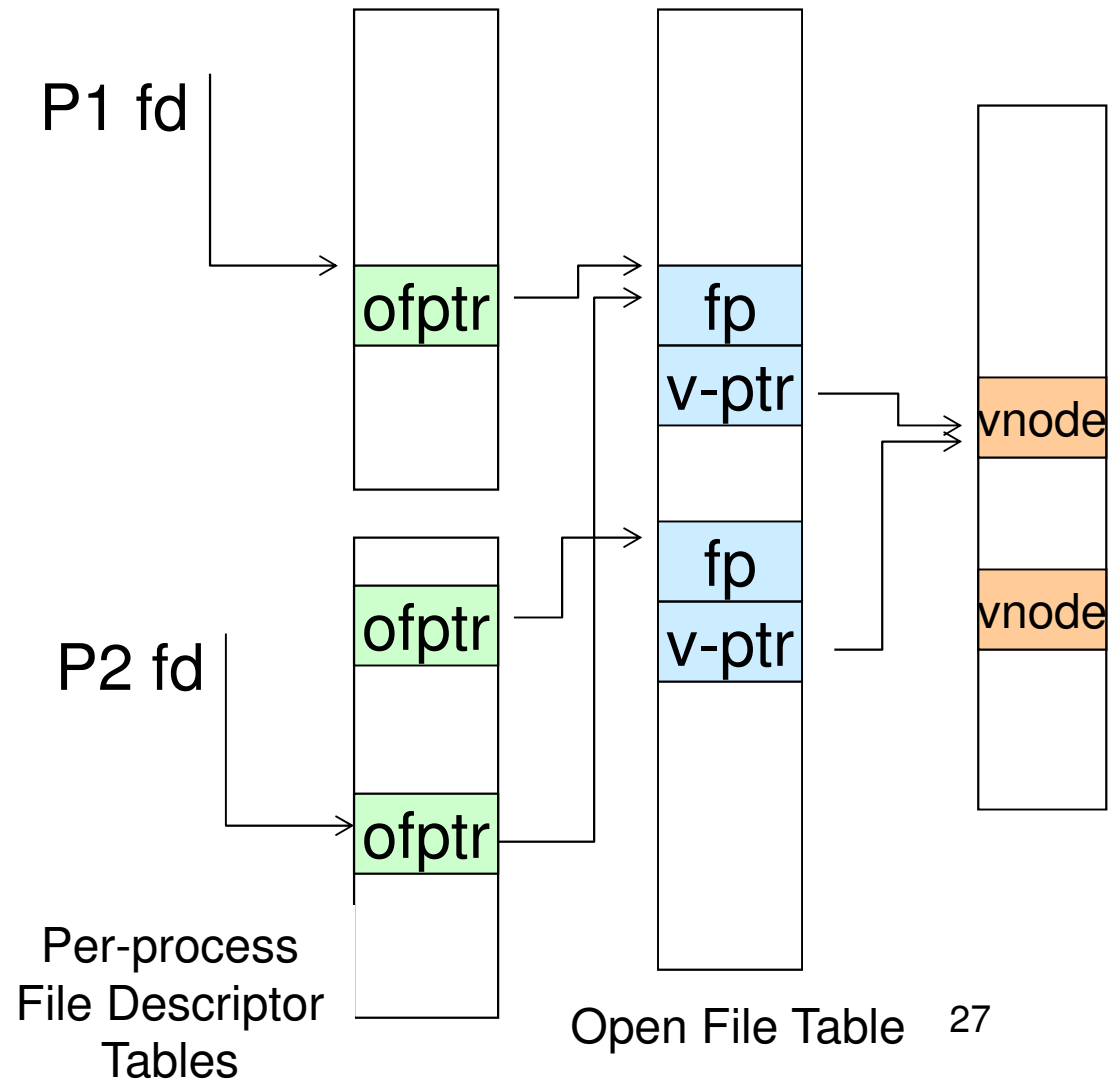 P1 fd
ofptr
fp
v-ptr
vnode
fp
ofptr
vnode
v-ptr
P2 fd
ofptr
Per-process
File Descriptor
Tables
Open File Table
27